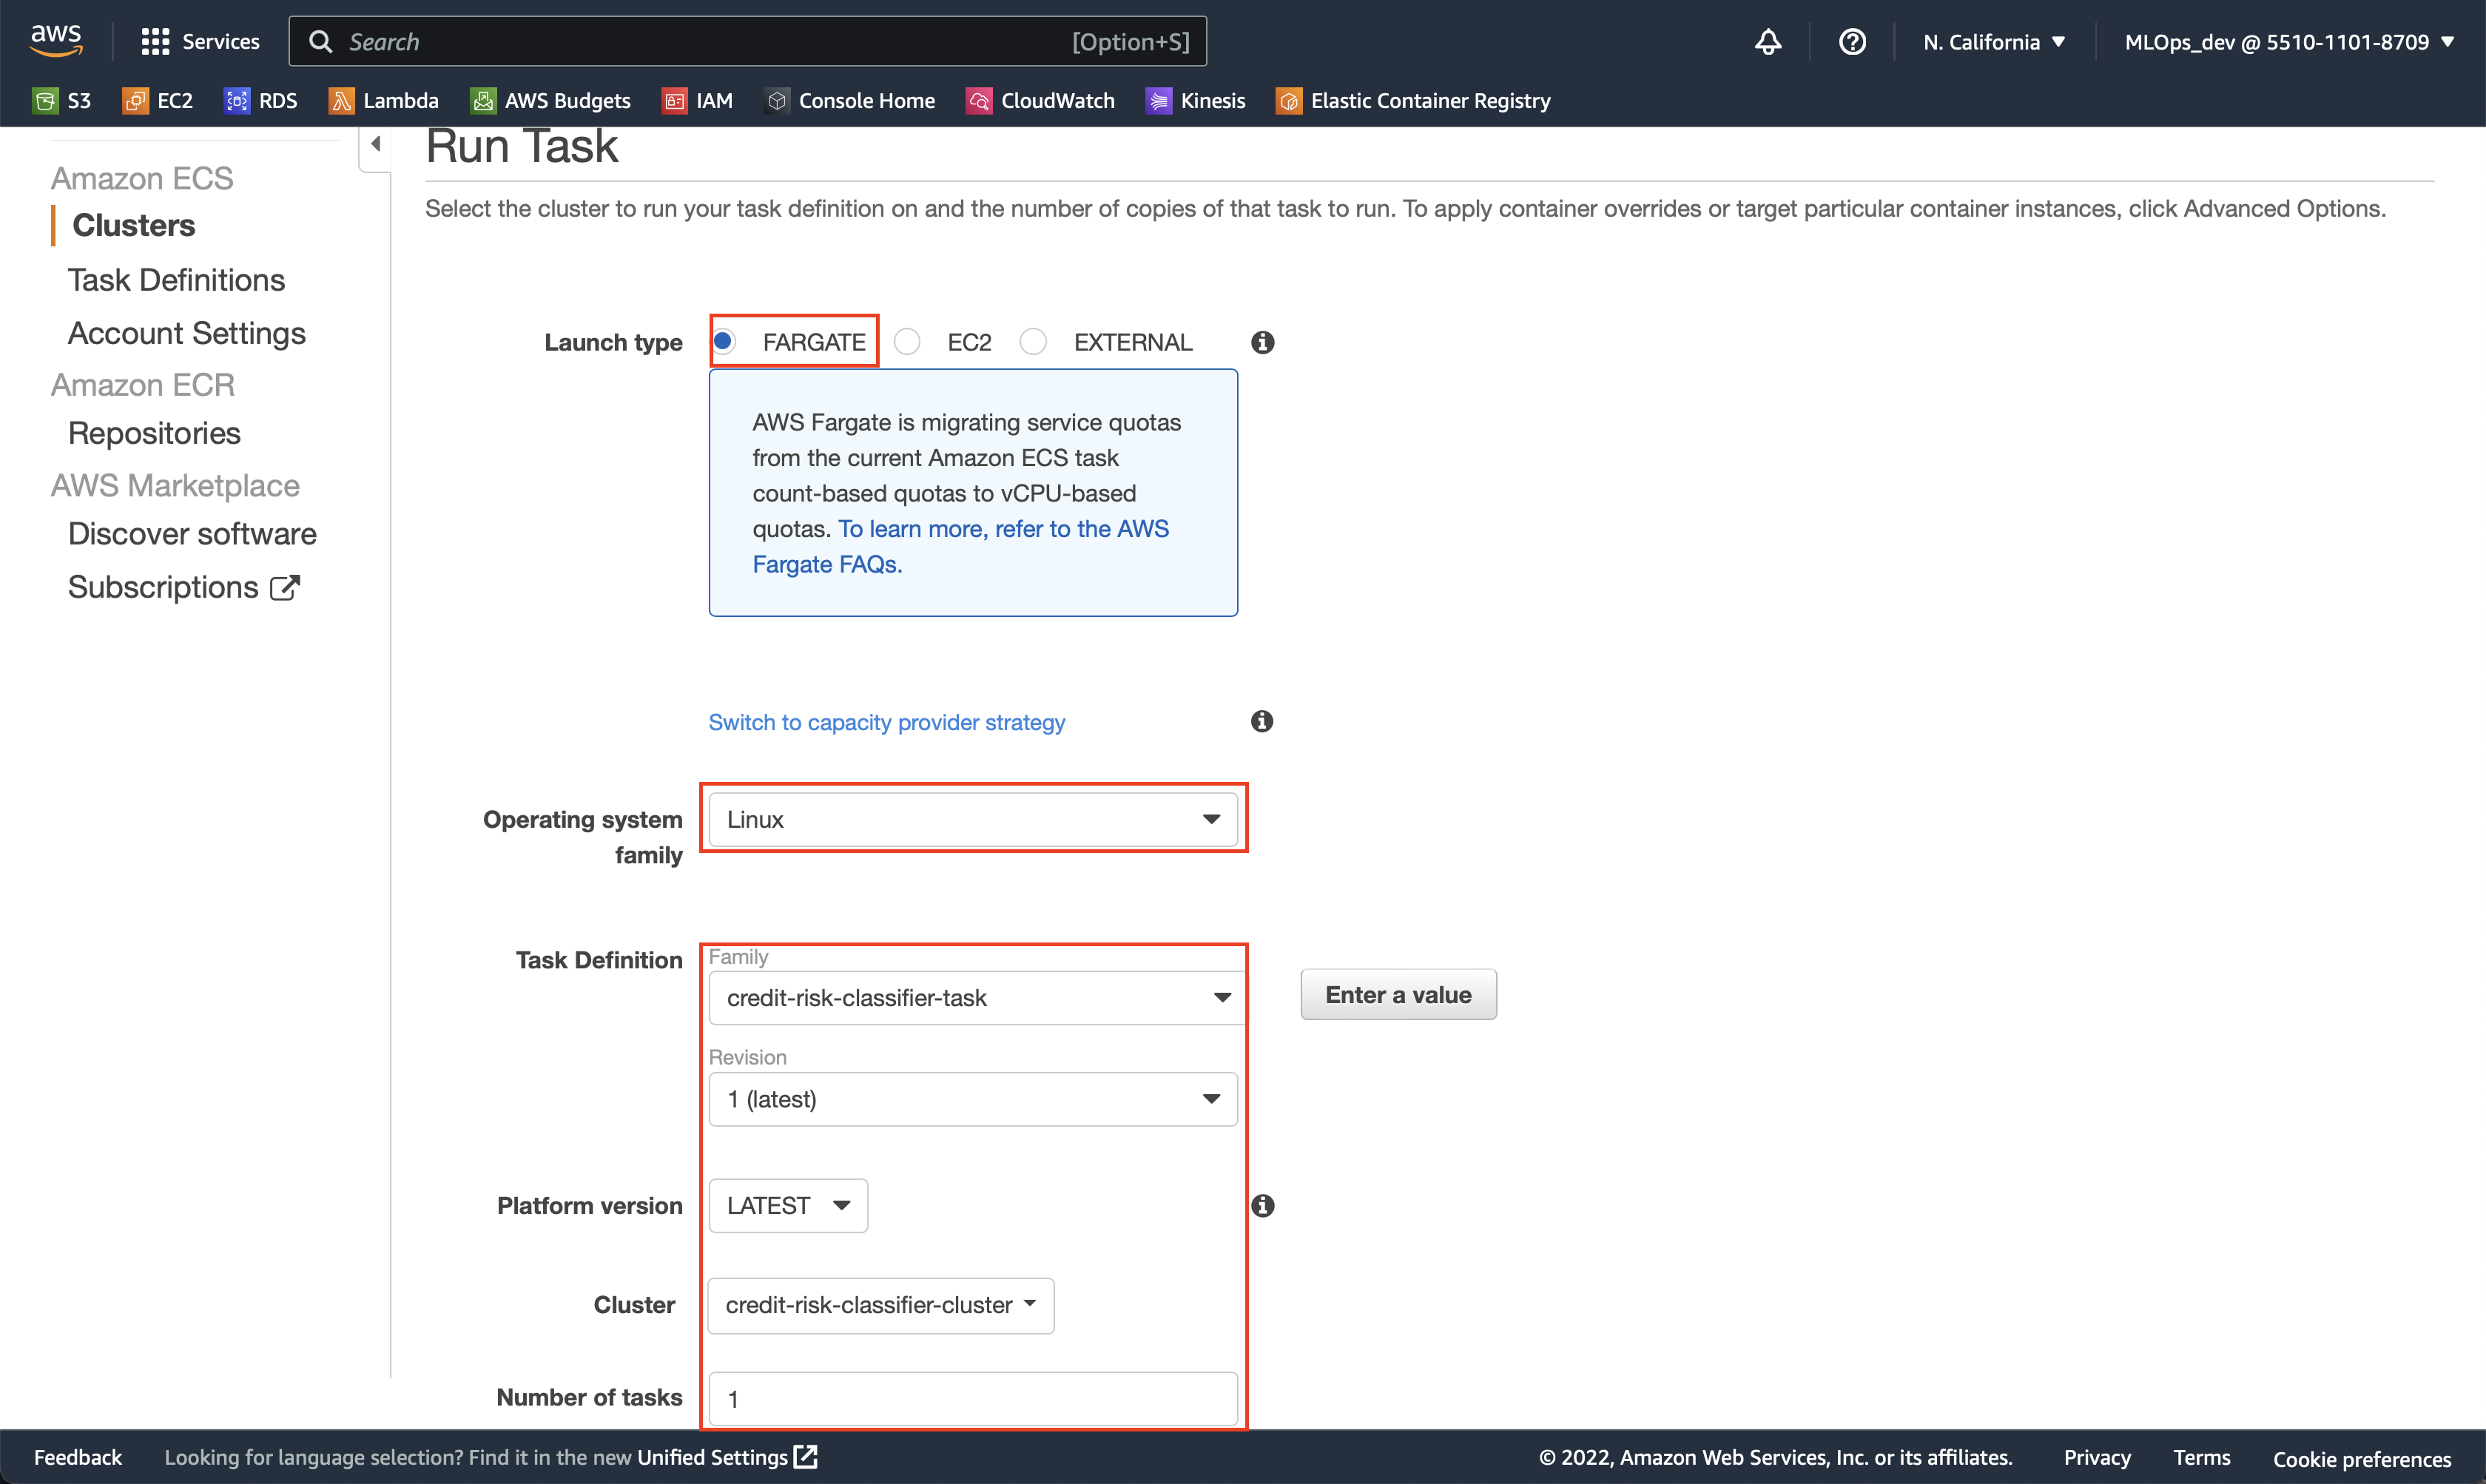 aws
Services
Search [Option+S]
N. California
MLOps_dev @ 5510-1101-8709
S3 EC2 RDS Lambda AWS Budgets IAM Console Home CloudWatch Kinesis Elastic Container Registry
Amazon ECS
Clusters
Task Definitions
Account Settings
Amazon ECR
Repositories
AWS Marketplace
Discover software
Subscriptions
Run Task
Select the cluster to run your task definition on and the number of copies of that task to run. To apply container overrides or target particular container instances, click Advanced Options.
Launch type FARGATE EC2 EXTERNAL
AWS Fargate is migrating service quotas
from the current Amazon ECS task
count-based quotas to vCPU-based
quotas. To learn more, refer to the AWS
Fargate FAQs.
Switch to capacity provider strategy
Operating system
family
Linux
Task Definition
Family
credit-risk-classifier-task
Enter a value
Revision
1 (latest)
Platform version LATEST
Cluster credit-risk-classifier-cluster
Number of tasks 1
Feedback Looking for language selection? Find it in the new Unified Settings © 2022, Amazon Web Services, Inc. or its affiliates. Privacy Terms Cookie preferences